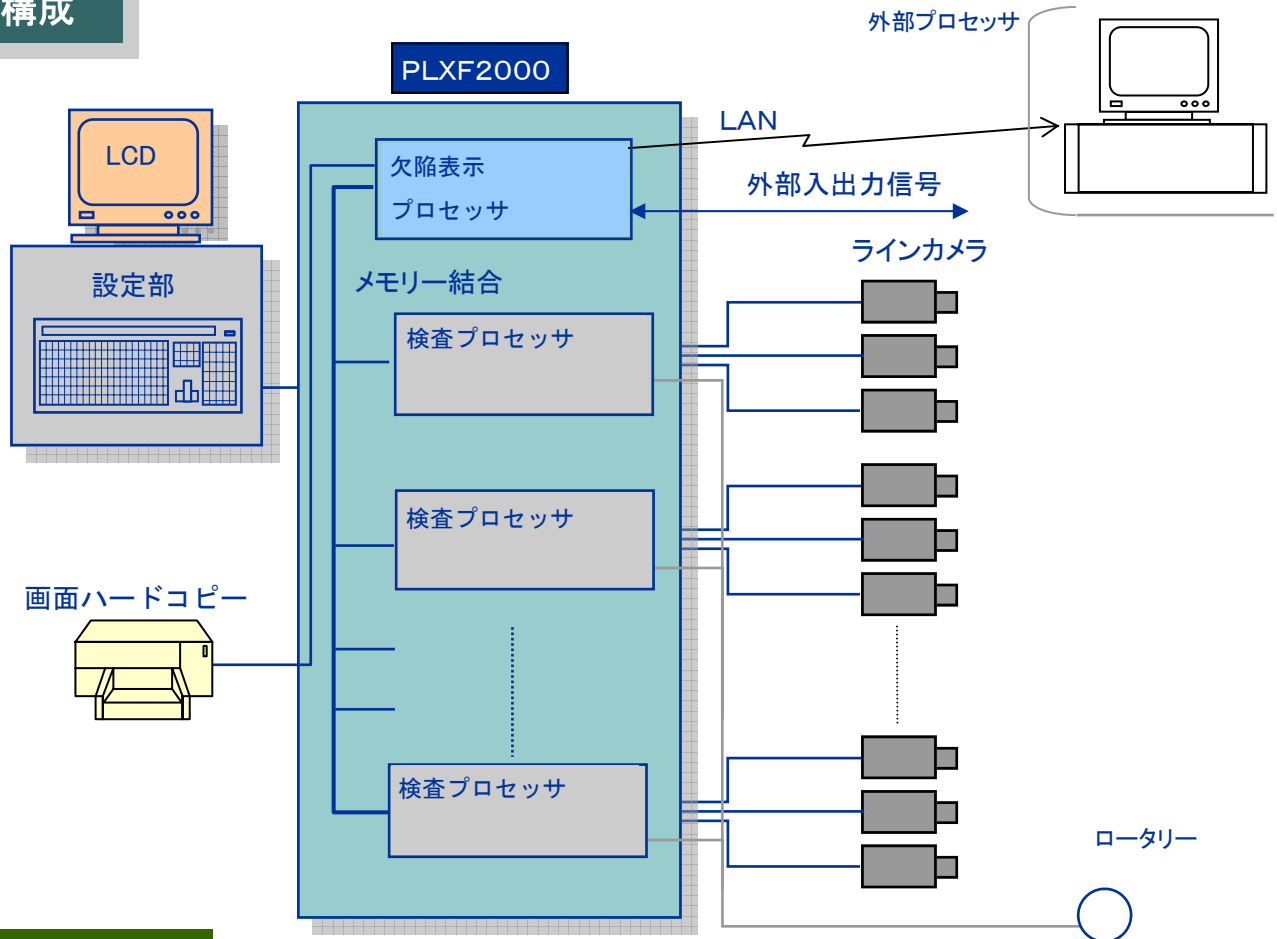 構成
外部プロセッサ
PLXF2000
LAN
LCD
欠陥表示
プロセッサ
外部入出力信号
ラインカメラ
設定部
メモリー結合
検査プロセッサ
検査プロセッサ
画面ハードコピー
検査プロセッサ
ロータリー